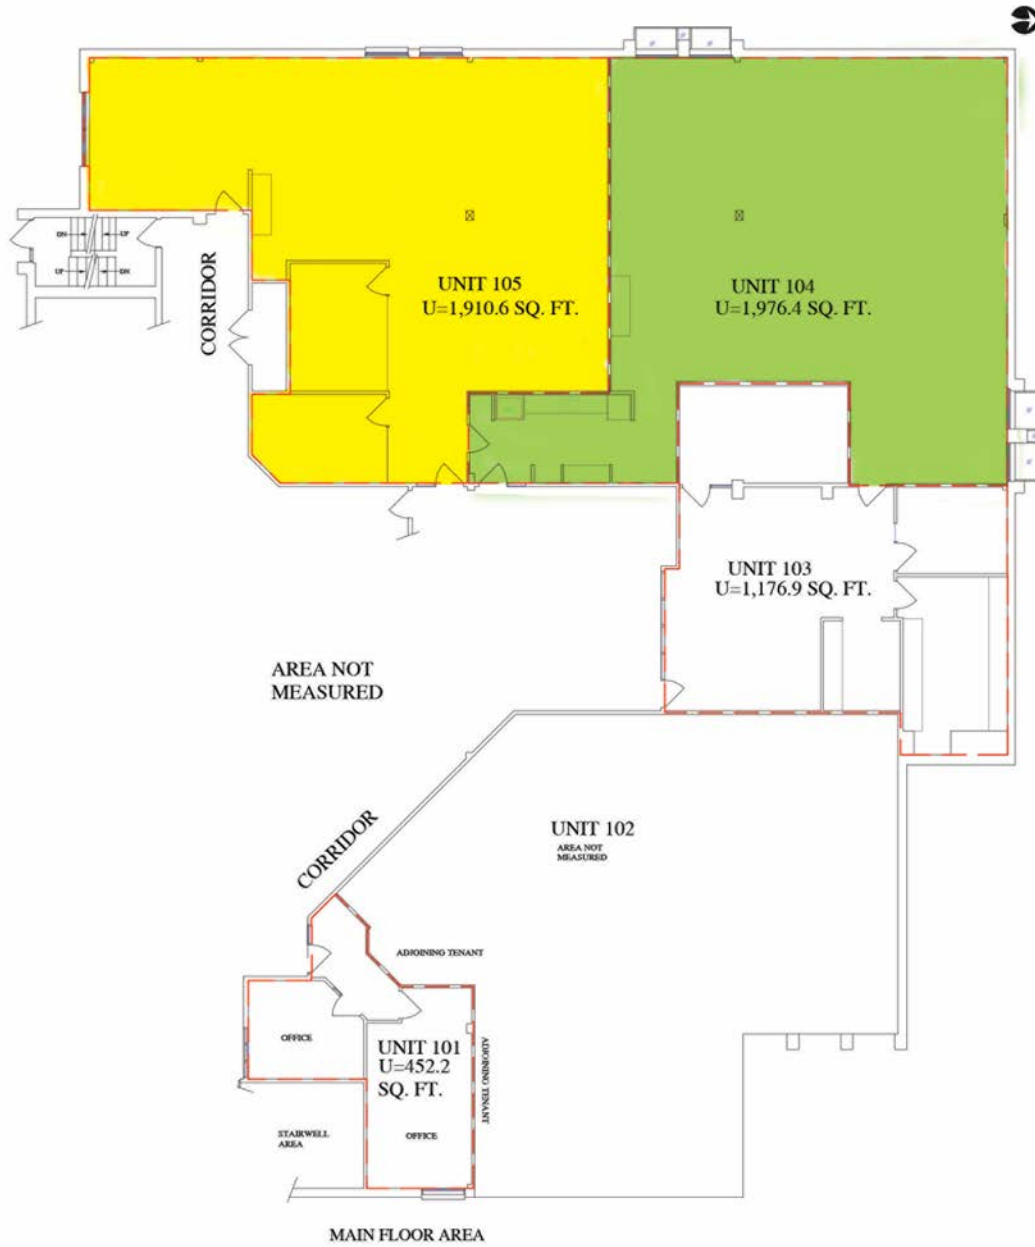 DN
UP
UP
DN
CORRIDOR
UNIT 105
U=1,910.6 SQ. FT.
UNIT 104
U=1,976.4 SQ. FT.
UNIT 103
U=1,176.9 SQ. FT.
AREA NOT
MEASURED
CORRIDOR
UNIT 102
AREA NOT
MEASURED
ADJOINING TENANT
OFFICE
UNIT 101
U=452.2
SQ. FT.
ADJOINING TENANT
STAIRWELL
AREA
OFFICE
MAIN FLOOR AREA